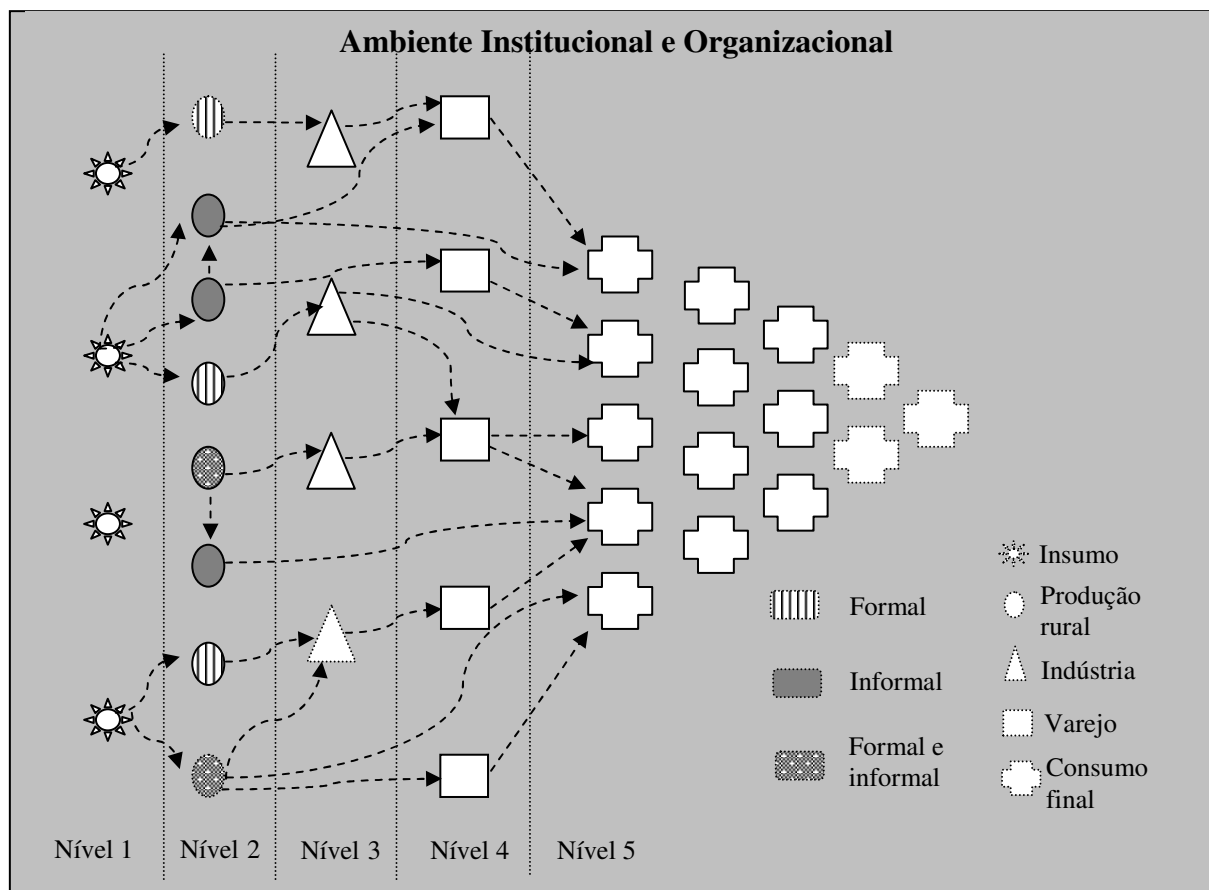 Ambiente Institucional e Organizacional
Insumo
Formal
Produção
rural
Informal
Indústria
Varejo
Formal e
informal
Consumo
final
Nível 1
Nível 2
Nível 3
Nível 4
Nível 5